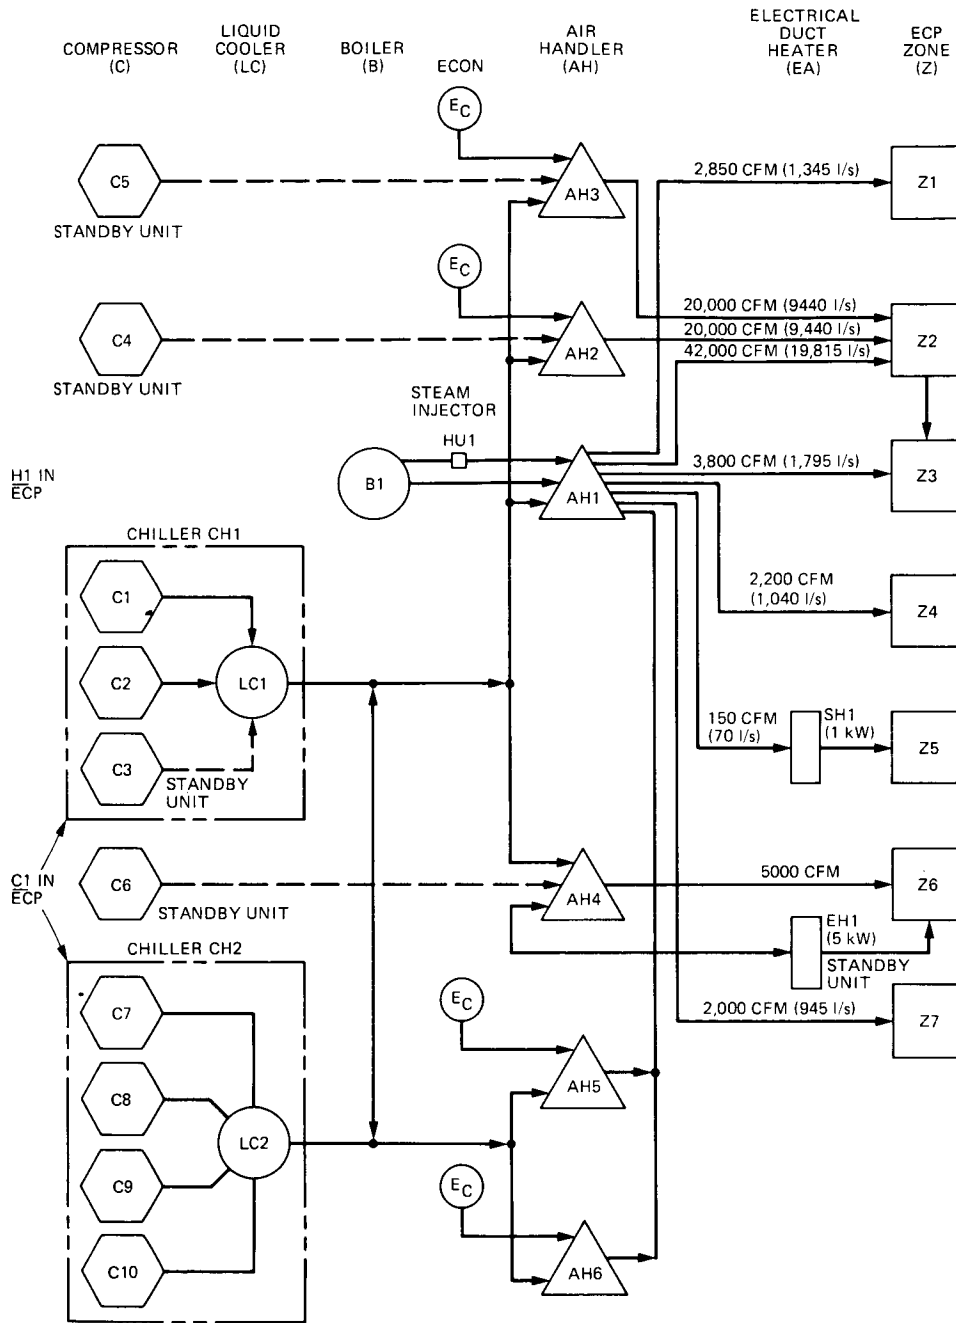 COMPRESSOR
(C)
LIQUID
COOLER
(LC)
BOILER
(B)
ECON
AIR
HANDLER
(AH)
ELECTRICAL
DUCT
HEATER
(EA)
ECP
ZONE
(Z)
EC
C5
STANDBY UNIT
AH3
2,850 CFM (1,345 l/s)
Z1
EC
C4
STANDBY UNIT
AH2
20,000 CFM (9440 l/s)
20,000 CFM (9,440 l/s)
42,000 CFM (19,815 l/s)
Z2
STEAM
INJECTOR
HU1
B1
AH1
3,800 CFM (1,795 l/s)
Z3
H1 IN
ECP
CHILLER CH1
C1
C2
C3
LC1
STANDBY
UNIT
2,200 CFM
(1,040 l/s)
Z4
150 CFM
(70 l/s)
SH1
(1 kW)
Z5
C1 IN
ECP
C6
STANDBY UNIT
AH4
5000 CFM
Z6
EH1
(5 kW)
STANDBY
UNIT
CHILLER CH2
C7
C8
C9
C10
LC2
EC
AH5
2,000 CFM (945 l/s)
Z7
EC
AH6